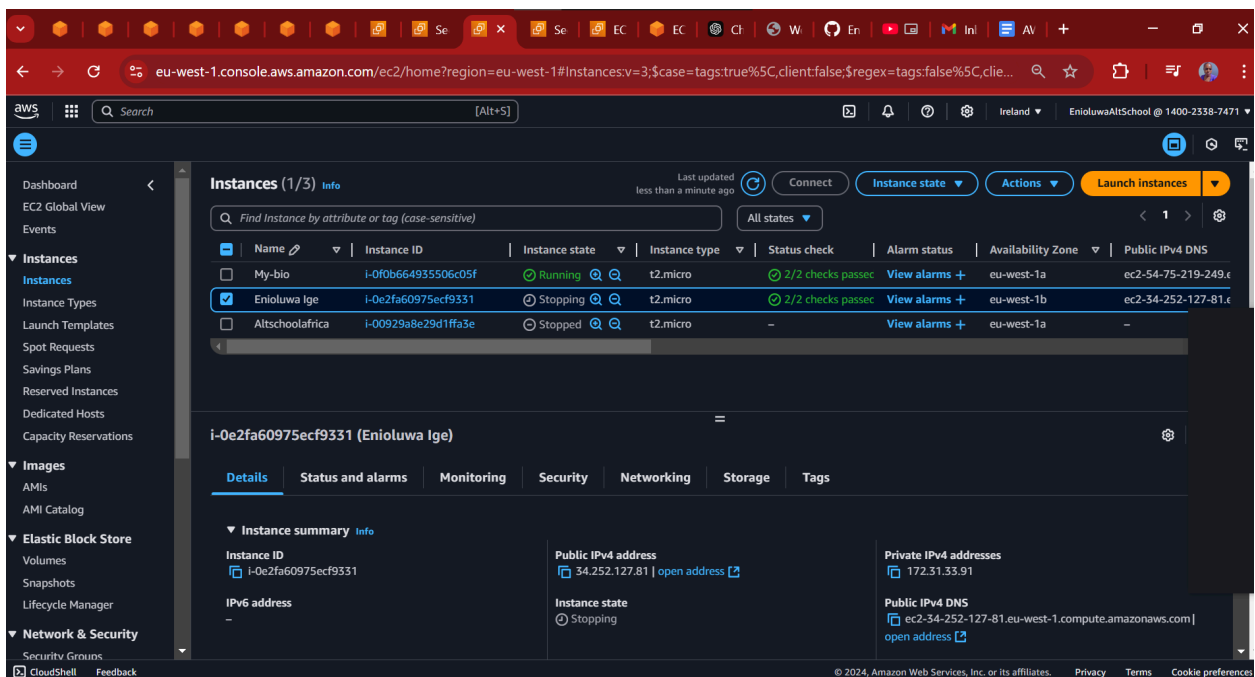 Se
×
Se
EC
EC
Ch
W
En
Inl
AV
+
eu-west-1.console.aws.amazon.com/ec2/home?region=eu-west-1#Instances:v=3;$case=tags:true%5C,client:false;$regex=tags:false%5C,clie...
aws
Search [Alt+S]
Ireland ▼
EnioluwaAltSchool @ 1400-2338-7471 ▼
Dashboard
EC2 Global View
Events
▼ Instances
Instances
Instance Types
Launch Templates
Spot Requests
Savings Plans
Reserved Instances
Dedicated Hosts
Capacity Reservations
▼ Images
AMIs
AMI Catalog
▼ Elastic Block Store
Volumes
Snapshots
Lifecycle Manager
▼ Network & Security
Security Groups
Instances (1/3) Info
Last updated
less than a minute ago
Connect
Instance state ▼
Actions ▼
Launch instances ▼
Find Instance by attribute or tag (case-sensitive)
All states ▼
< 1 >
Name Instance ID Instance state Instance type Status check Alarm status Availability Zone Public IPv4 DNS
My-bio i-0f0b664935506c05f Running t2.micro 2/2 checks passec View alarms + eu-west-1a ec2-54-75-219-249.e
Enioluwa Ige i-0e2fa60975ecf9331 Stopping t2.micro 2/2 checks passec View alarms + eu-west-1b ec2-34-252-127-81.e
Altschoolafrica i-00929a8e29d1ffa3e Stopped t2.micro – View alarms + eu-west-1a –
=
i-0e2fa60975ecf9331 (Enioluwa Ige)
Details Status and alarms Monitoring Security Networking Storage Tags
▼ Instance summary Info
Instance ID
i-0e2fa60975ecf9331
Public IPv4 address
34.252.127.81 | open address
Private IPv4 addresses
172.31.33.91
IPv6 address
–
Instance state
Stopping
Public IPv4 DNS
ec2-34-252-127-81.eu-west-1.compute.amazonaws.com |
open address
CloudShell Feedback
© 2024, Amazon Web Services, Inc. or its affiliates. Privacy Terms Cookie preferences